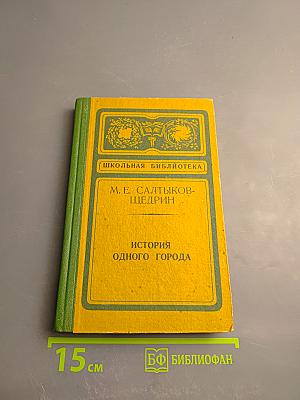 ШКОЛЬНАЯ БИБЛИОТЕКА
М. Е. САЛТЫКОВ-
ЩЕДРИН
ИСТОРИЯ
ОДНОГО ГОРОДА
15 см
БФ БИБЛИОФАН